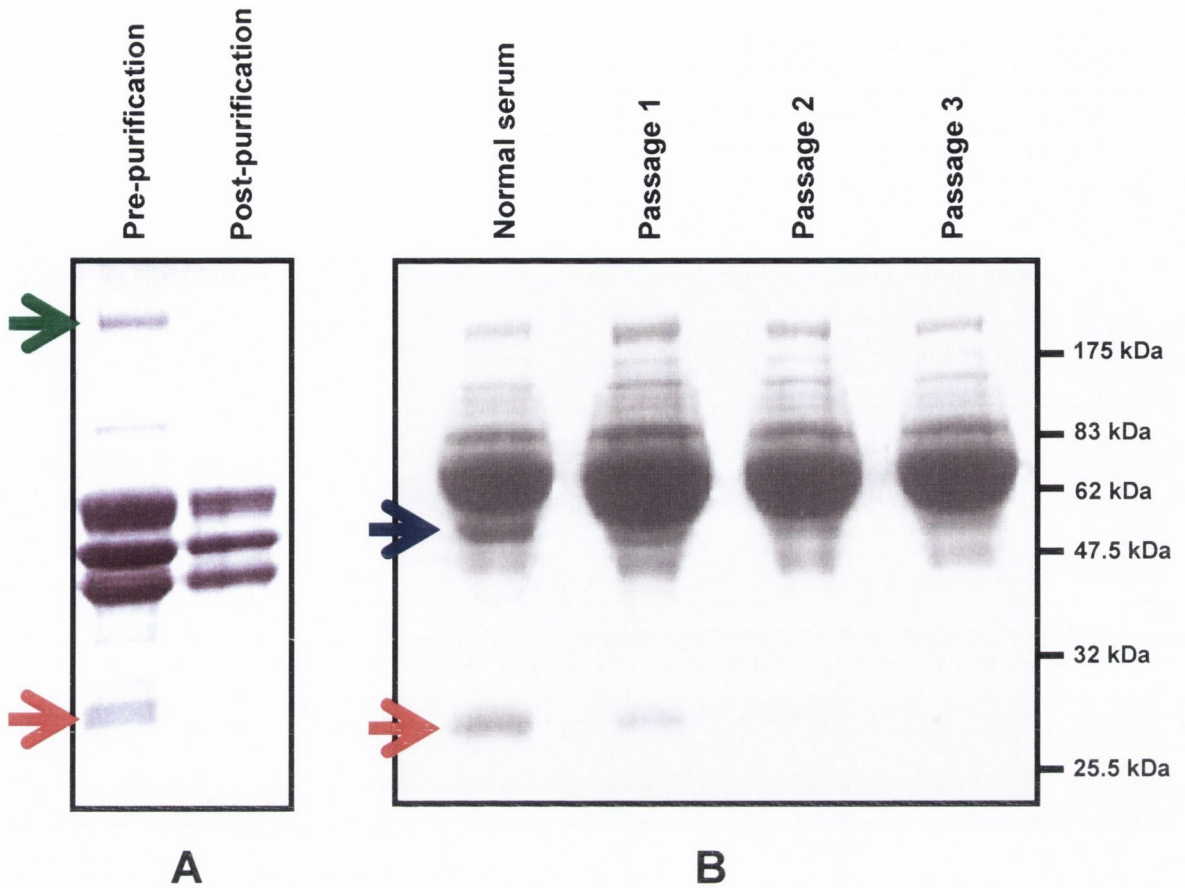 Pre-purification
Post-purification
Normal serum
Passage 1
Passage 2
Passage 3
175 kDa
83 kDa
62 kDa
47.5 kDa
32 kDa
25.5 kDa
A
B